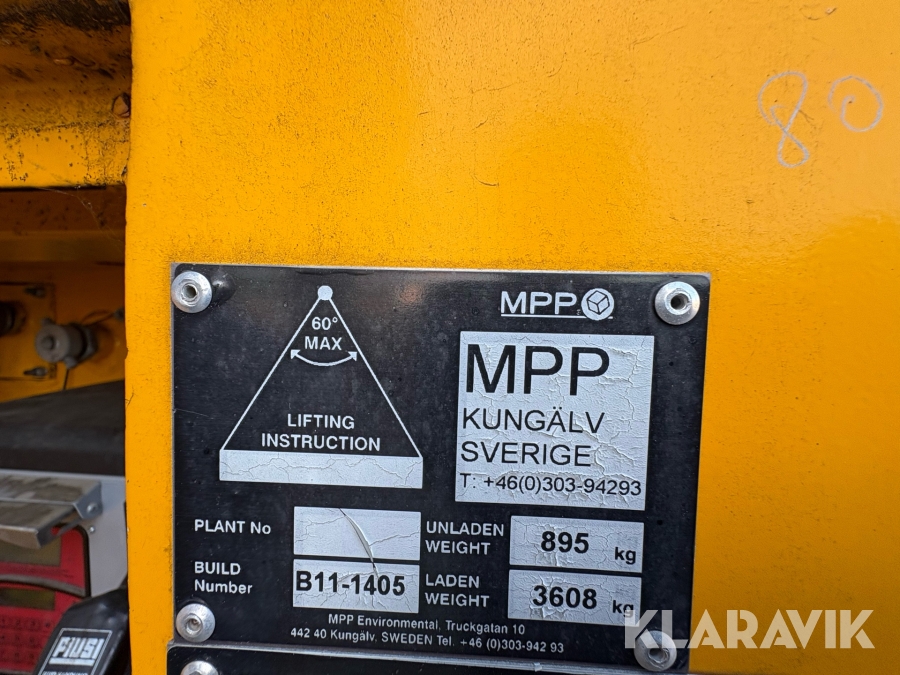 80
MPP
60°
MAX
LIFTING
INSTRUCTION
MPP
KUNGÄLV
SVERIGE
T: +46(0)303-94293
PLANT No
UNLADEN
WEIGHT
895 kg
BUILD
Number
B11-1405
LADEN
WEIGHT
3608 kg
MPP Environmental, Truckgatan 10
442 40 Kungälv. SWEDEN Tel. +46 (0)303-942 93
FIUSI
KLARAVIK